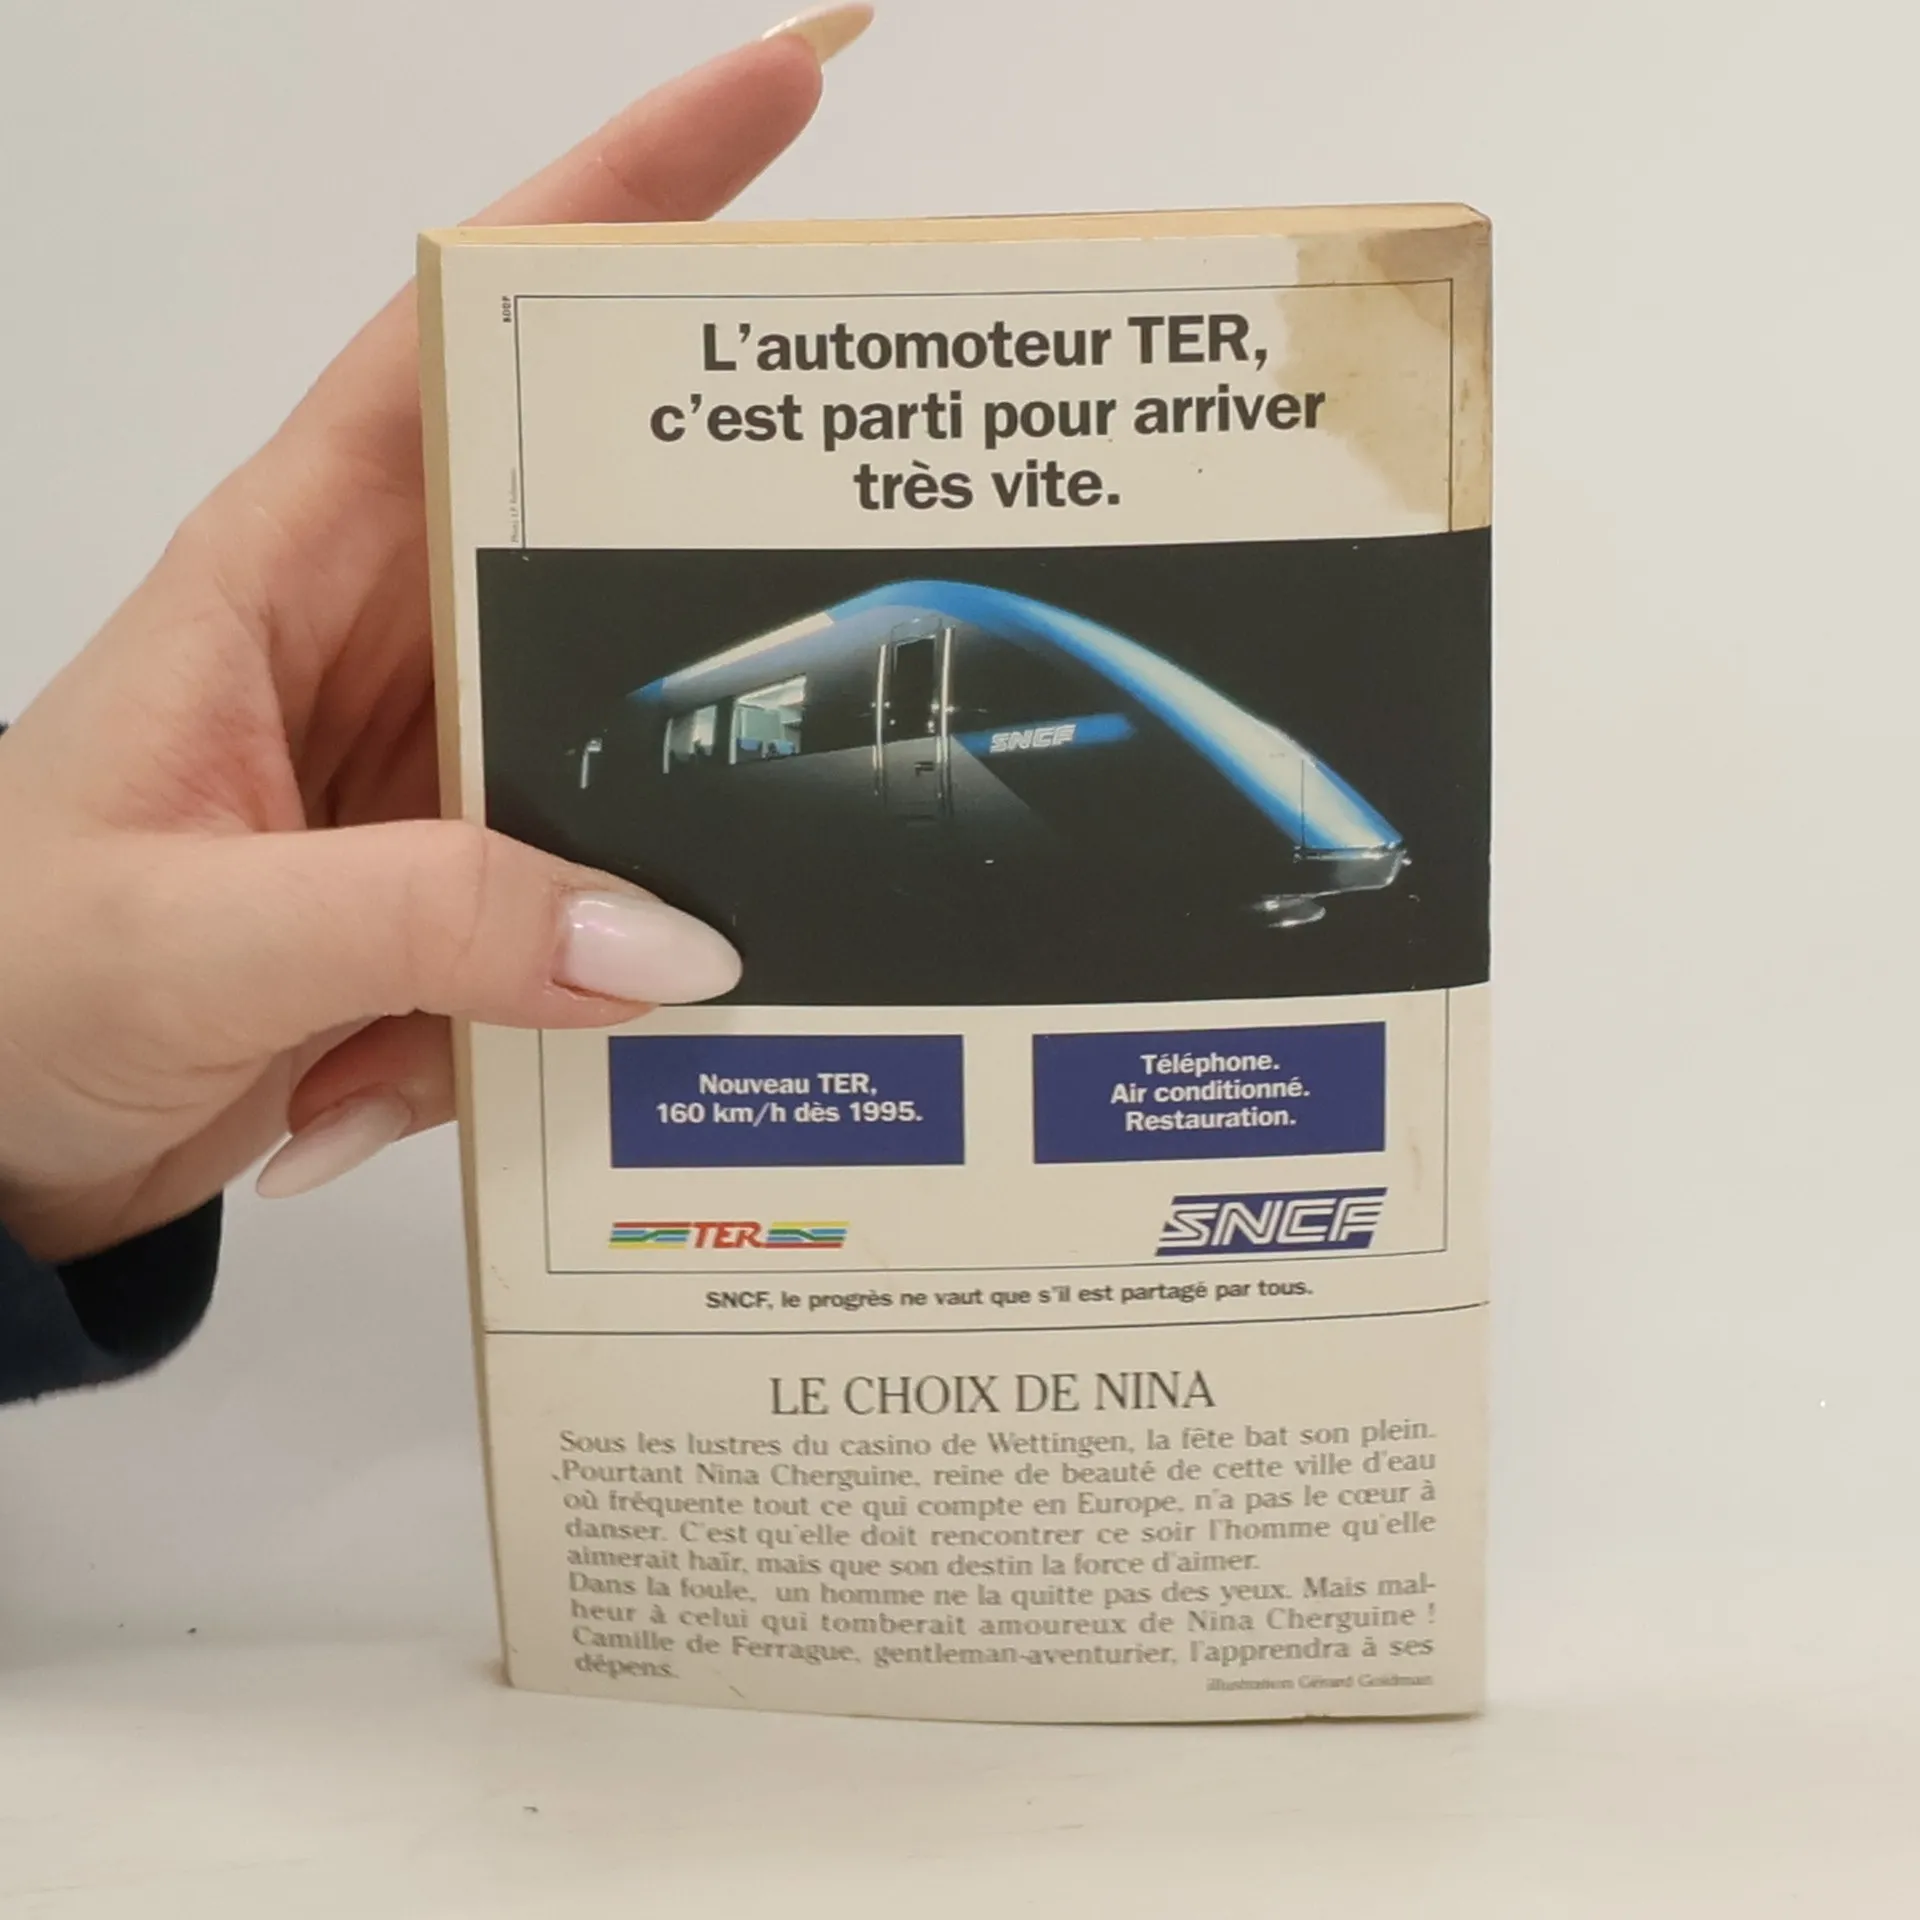 BDDP
L'automoteur TER,
c'est parti pour arriver
très vite.
SNCF
Nouveau TER,
160 km/h dès 1995.
Téléphone.
Air conditionné.
Restauration.
TER
SNCF
SNCF, le progrès ne vaut que s'il est partagé par tous.
LE CHOIX DE NINA
Sous les lustres du casino de Wettingen, la fête bat son plein.
Pourtant Nina Cherguine, reine de beauté de cette ville d'eau
où fréquente tout ce qui compte en Europe, n'a pas le cœur à
danser. C'est qu'elle doit rencontrer ce soir l'homme qu'elle
aimerait haïr, mais que son destin la force d'aimer.
Dans la foule, un homme ne la quitte pas des yeux. Mais mal-
heur à celui qui tomberait amoureux de Nina Cherguine !
Camille de Ferrague, gentleman-aventurier, l'apprendra à ses
dépens.
illustration Gérard Goldman